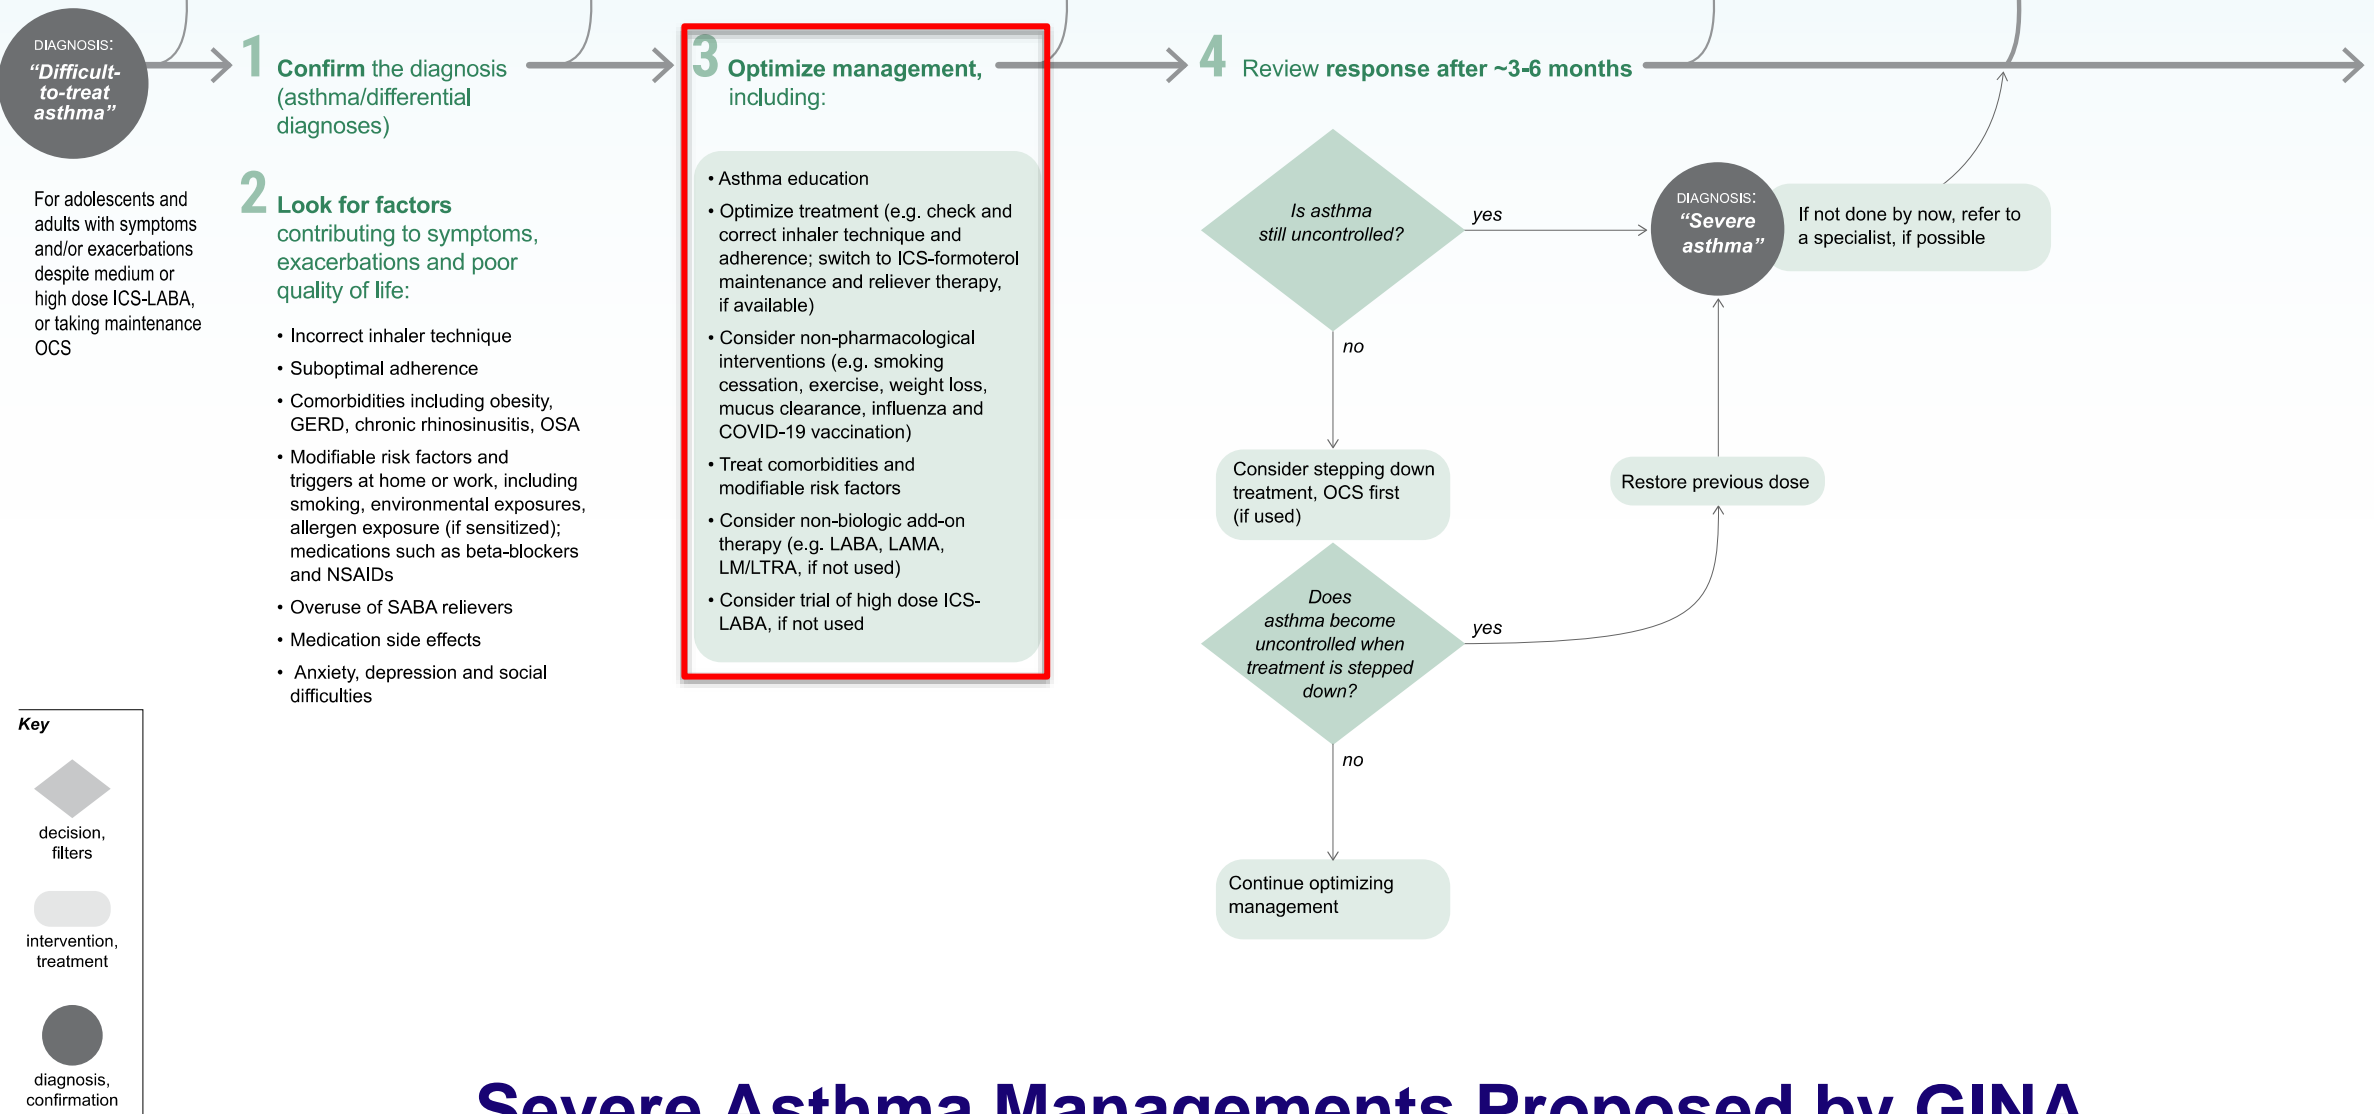 DIAGNOSIS:
“Difficult-
to-treat
asthma”
For adolescents and
adults with symptoms
and/or exacerbations
despite medium or
high dose ICS-LABA,
or taking maintenance
OCS
1 Confirm the diagnosis
(asthma/differential
diagnoses)
2 Look for factors
contributing to symptoms,
exacerbations and poor
quality of life:
• Incorrect inhaler technique
• Suboptimal adherence
• Comorbidities including obesity,
GERD, chronic rhinosinusitis, OSA
• Modifiable risk factors and
triggers at home or work, including
smoking, environmental exposures,
allergen exposure (if sensitized);
medications such as beta-blockers
and NSAIDs
• Overuse of SABA relievers
• Medication side effects
• Anxiety, depression and social
difficulties
3 Optimize management,
including:
• Asthma education
• Optimize treatment (e.g. check and
correct inhaler technique and
adherence; switch to ICS-formoterol
maintenance and reliever therapy,
if available)
• Consider non-pharmacological
interventions (e.g. smoking
cessation, exercise, weight loss,
mucus clearance, influenza and
COVID-19 vaccination)
• Treat comorbidities and
modifiable risk factors
• Consider non-biologic add-on
therapy (e.g. LABA, LAMA,
LM/LTRA, if not used)
• Consider trial of high dose ICS-
LABA, if not used
4 Review response after ~3-6 months
Is asthma
still uncontrolled?
yes
no
DIAGNOSIS:
“Severe
asthma”
If not done by now, refer to
a specialist, if possible
Consider stepping down
treatment, OCS first
(if used)
Restore previous dose
Does
asthma become
uncontrolled when
treatment is stepped
down?
yes
no
Continue optimizing
management
Key
decision,
filters
intervention,
treatment
diagnosis,
confirmation
Severe Asthma Managements Proposed by GINA